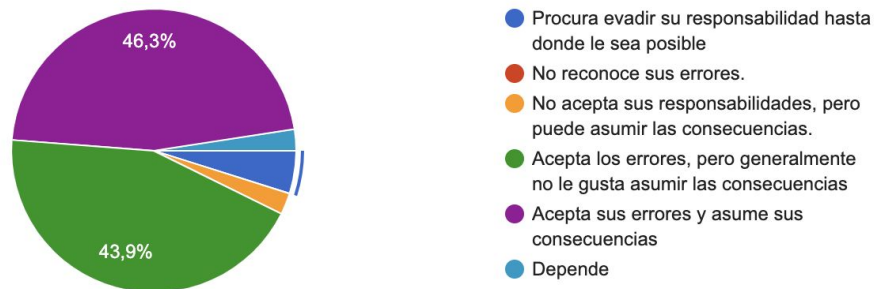 46,3%
43,9%
Procura evadir su responsabilidad hasta
donde le sea posible
No reconoce sus errores.
No acepta sus responsabilidades, pero
puede asumir las consecuencias.
Acepta los errores, pero generalmente
no le gusta asumir las consecuencias
Acepta sus errores y asume sus
consecuencias
Depende